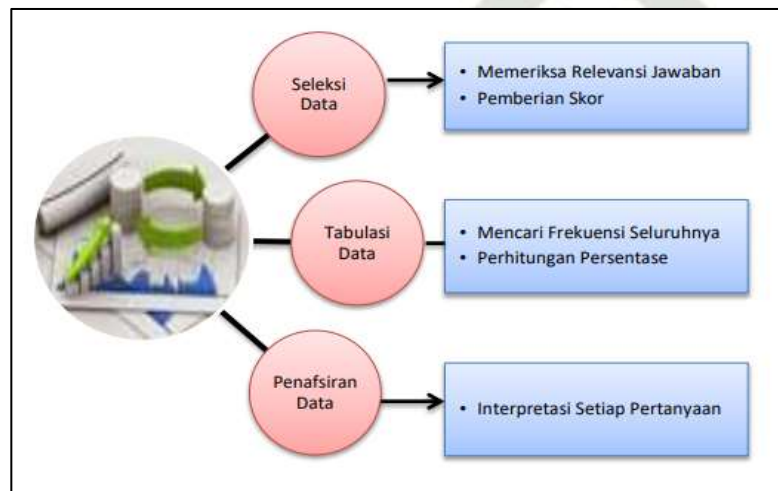 Seleksi
Data
• Memeriksa Relevansi Jawaban
• Pemberian Skor
Tabulasi
Data
• Mencari Frekuensi Seluruhnya
• Perhitungan Persentase
Penafsiran
Data
• Interpretasi Setiap Pertanyaan